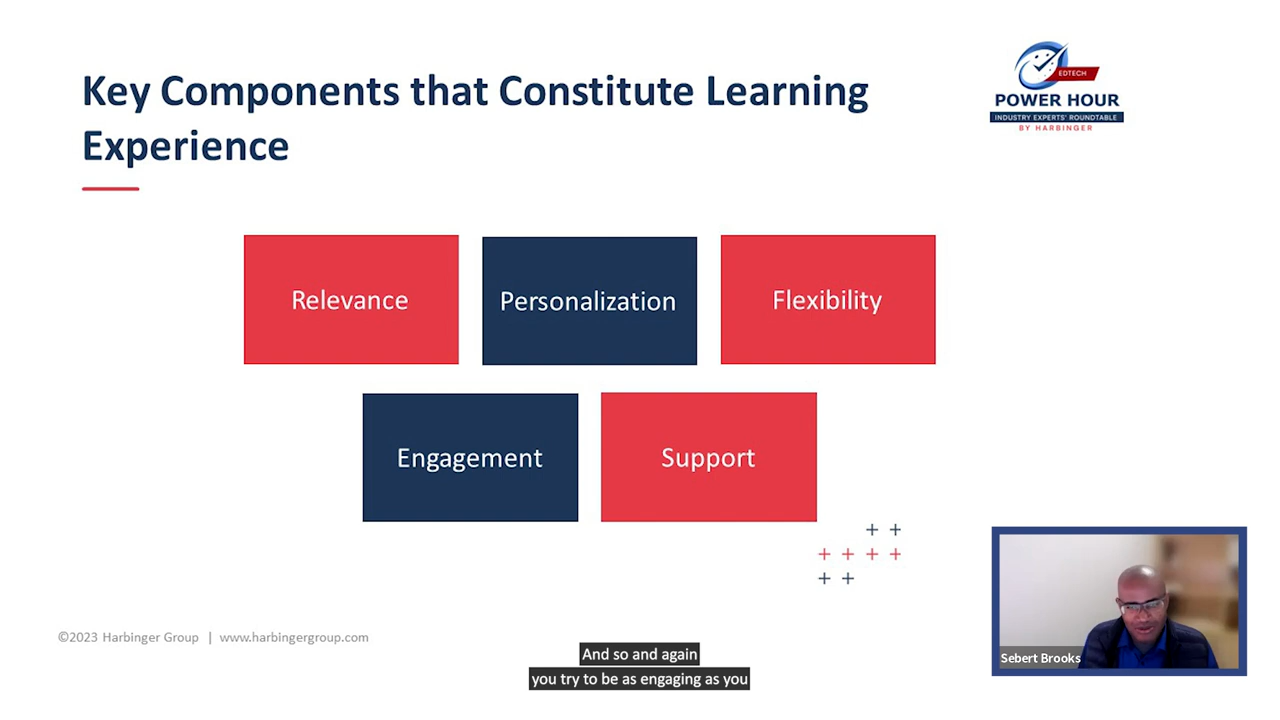 Key Components that Constitute Learning
Experience
EDTECH
POWER HOUR
INDUSTRY EXPERTS' ROUNDTABLE
BY HARBINGER
Relevance
Personalization
Flexibility
Engagement
Support
Sebert Brooks
©2023 Harbinger Group | www.harbingergroup.com
And so and again
you try to be as engaging as you